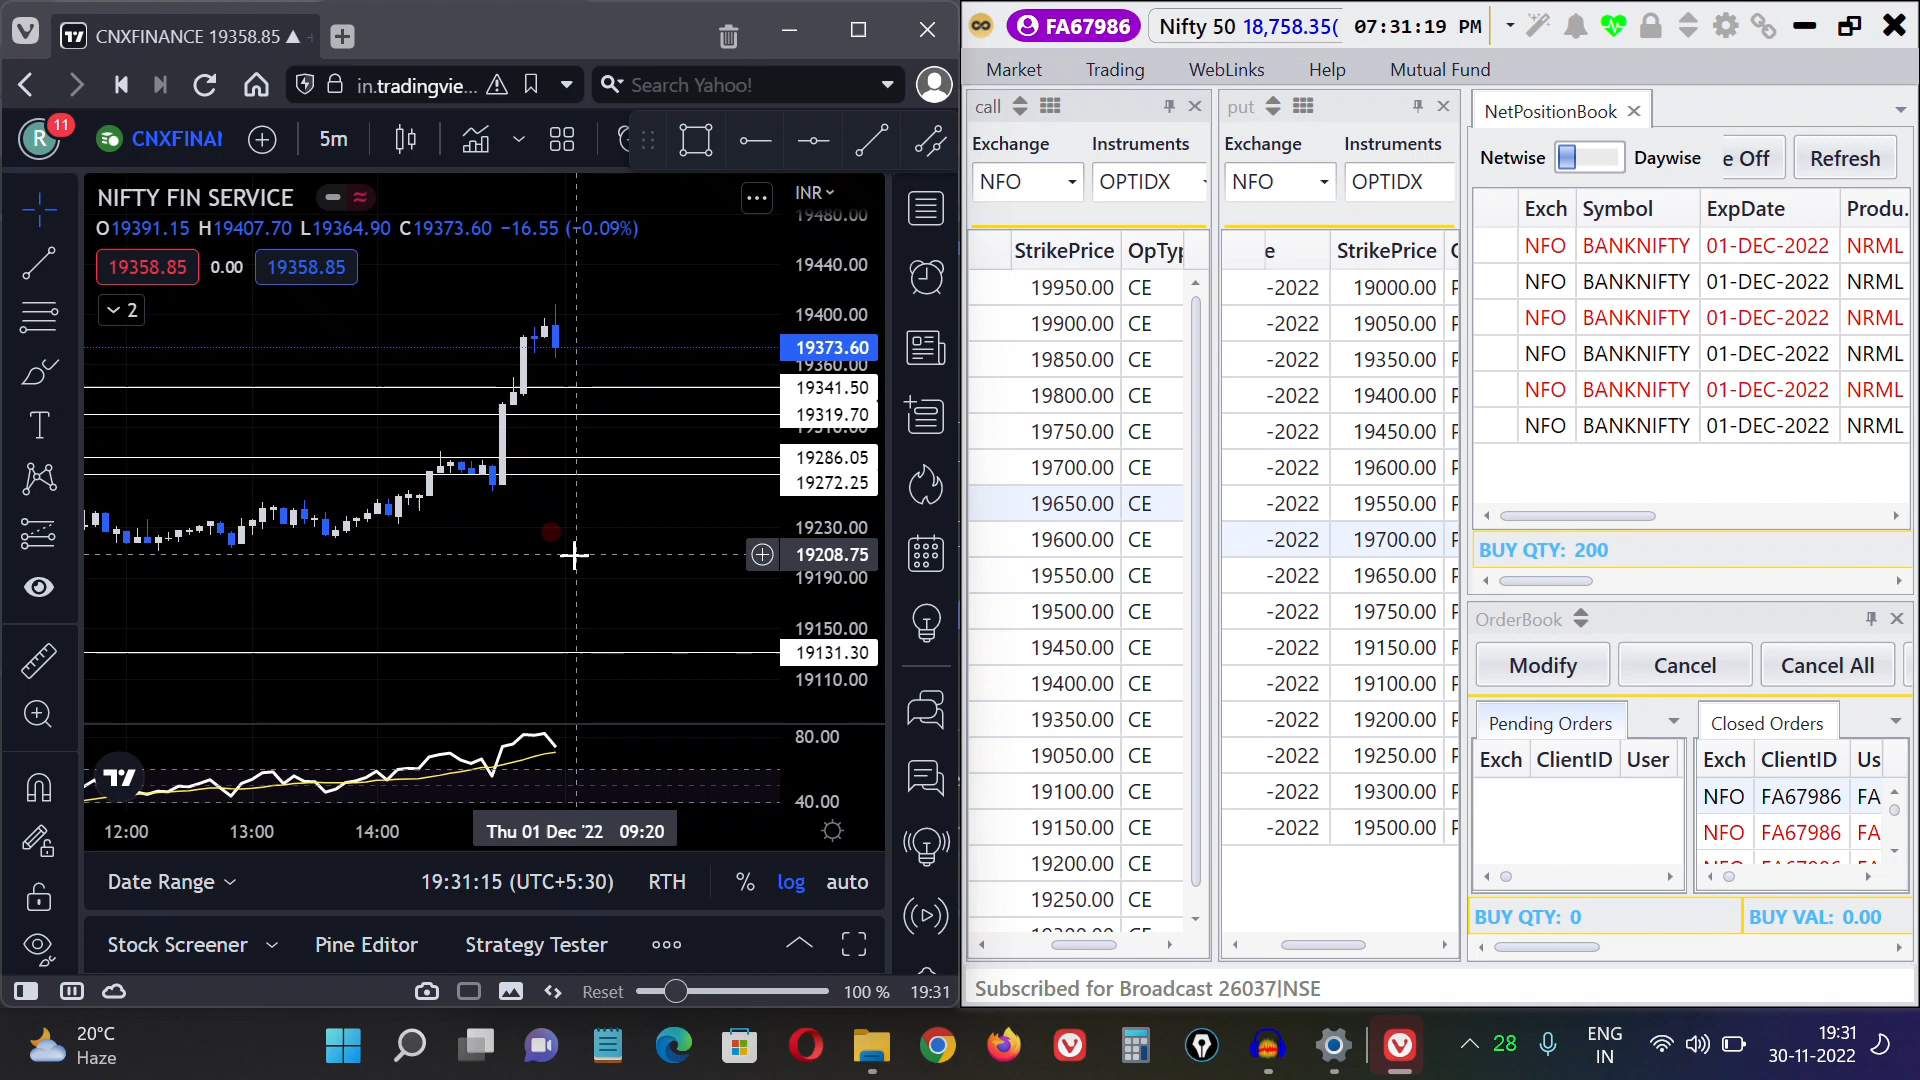 CNXFINANCE 19358.85 ▲
in.tradingvie...
Search Yahoo!
R
11
CNXFINAI
5m
NIFTY FIN SERVICE
INR
O19391.15 H19407.70 L19364.90 C19373.60 −16.55 (−0.09%)
19358.85 0.00 19358.85
2
19480.00
19440.00
19400.00
19373.60
19360.00
19341.50
19319.70
19310.00
19286.05
19272.25
19230.00
19208.75
19190.00
19150.00
19131.30
19110.00
80.00
40.00
12:00 13:00 14:00 Thu 01 Dec '22 09:20
Date Range 19:31:15 (UTC+5:30) RTH % log auto
Stock Screener Pine Editor Strategy Tester
Reset 100 % 19:31
FA67986 Nifty 50 18,758.35( 07:31:19 PM
Market Trading WebLinks Help Mutual Fund
call
Exchange Instruments
NFO OPTIDX
StrikePrice OpTyp
19950.00 CE
19900.00 CE
19850.00 CE
19800.00 CE
19750.00 CE
19700.00 CE
19650.00 CE
19600.00 CE
19550.00 CE
19500.00 CE
19450.00 CE
19400.00 CE
19350.00 CE
19050.00 CE
19100.00 CE
19150.00 CE
19200.00 CE
19250.00 CE
put
Exchange Instruments
NFO OPTIDX
e StrikePrice
-2022 19000.00
-2022 19050.00
-2022 19350.00
-2022 19400.00
-2022 19450.00
-2022 19600.00
-2022 19550.00
-2022 19700.00
-2022 19650.00
-2022 19750.00
-2022 19150.00
-2022 19100.00
-2022 19200.00
-2022 19250.00
-2022 19300.00
-2022 19500.00
NetPositionBook
Netwise Daywise e Off Refresh
Exch Symbol ExpDate Produ.
NFO BANKNIFTY 01-DEC-2022 NRML
NFO BANKNIFTY 01-DEC-2022 NRML
NFO BANKNIFTY 01-DEC-2022 NRML
NFO BANKNIFTY 01-DEC-2022 NRML
NFO BANKNIFTY 01-DEC-2022 NRML
NFO BANKNIFTY 01-DEC-2022 NRML
BUY QTY: 200
OrderBook
Modify Cancel Cancel All
Pending Orders
Exch ClientID User
Closed Orders
Exch ClientID Us
NFO FA67986 FA
NFO FA67986 FA
BUY QTY: 0 BUY VAL: 0.00
Subscribed for Broadcast 26037|NSE
20°C
Haze
28
ENG
IN
19:31
30-11-2022